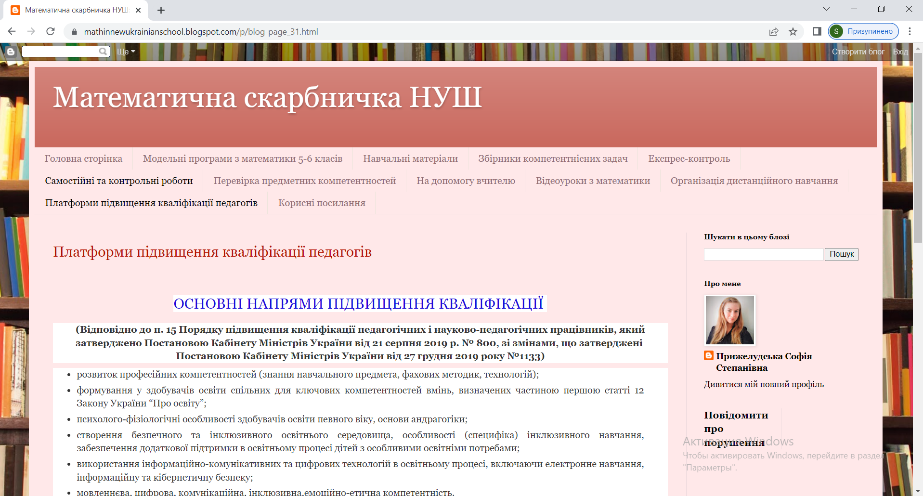 Математична скарбничка НУШ
mathinnewukrainianschool.blogspot.com/p/blog_page_31.html
S
Призупинено
Ще
Створити блог Вхід
Математична скарбничка НУШ
Головна сторінка Модельні програми з математики 5-6 класів Навчальні матеріали Збірники компетентнісних задач Експрес-контроль
Самостійні та контрольні роботи Перевірка предметних компетентностей На допомогу вчителю Відеоуроки з математики Організація дистанційного навчання
Платформи підвищення кваліфікації педагогів Корисні посилання
Платформи підвищення кваліфікації педагогів
ОСНОВНІ НАПРЯМИ ПІДВИЩЕННЯ КВАЛІФІКАЦІЇ
(Відповідно до п. 15 Порядку підвищення кваліфікації педагогічних і науково-педагогічних працівників, який
затверджено Постановою Кабінету Міністрів України від 21 серпня 2019 р. № 800, зі змінами, що затверджені
Постановою Кабінету Міністрів України від 27 грудня 2019 року №1133)
розвиток професійних компетентностей (знання навчального предмета, фахових методик, технологій);
формування у здобувачів освіти спільних для ключових компетентностей вмінь, визначених частиною першою статті 12
Закону України “Про освіту”;
психолого-фізіологічні особливості здобувачів освіти певного віку, основи андрагогіки;
створення безпечного та інклюзивного освітнього середовища, особливості (специфіка) інклюзивного навчання,
забезпечення додаткової підтримки в освітньому процесі дітей з особливими освітніми потребами;
використання інформаційно-комунікативних та цифрових технологій в освітньому процесі, включаючи електронне навчання,
інформаційну та кібернетичну безпеку;
мовленнєва, цифрова, комунікаційна, інклюзивна,емоційно-етична компетентність.
Шукати в цьому блозі
Пошук
Про мене
Прижелудська Софія
Степанівна
Дивитися мій повний профіль
Повідомити
про
порушення
Активация Windows
Чтобы активировать Windows, перейдите в раздел
"Параметры".